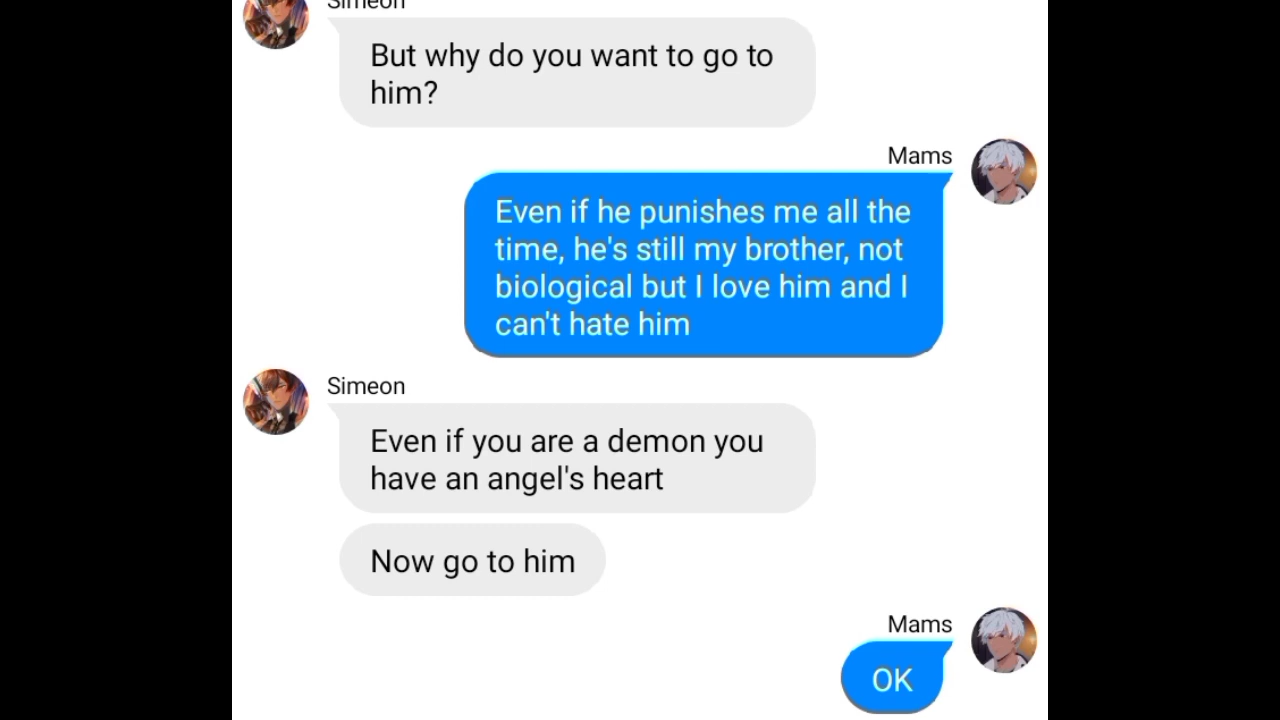 Simeon
But why do you want to go to
him?
Mams
Even if he punishes me all the
time, he's still my brother, not
biological but I love him and I
can't hate him
Simeon
Even if you are a demon you
have an angel's heart
Now go to him
Mams
OK